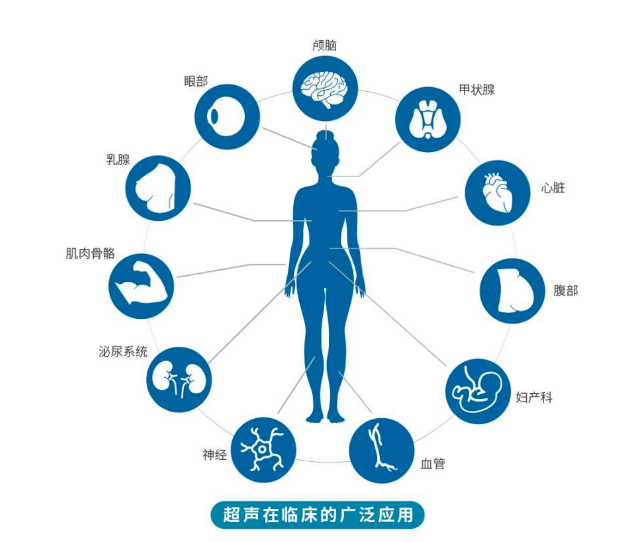 颅脑
眼部
甲状腺
乳腺
心脏
肌肉骨骼
腹部
泌尿系统
妇产科
神经
血管
超声在临床的广泛应用